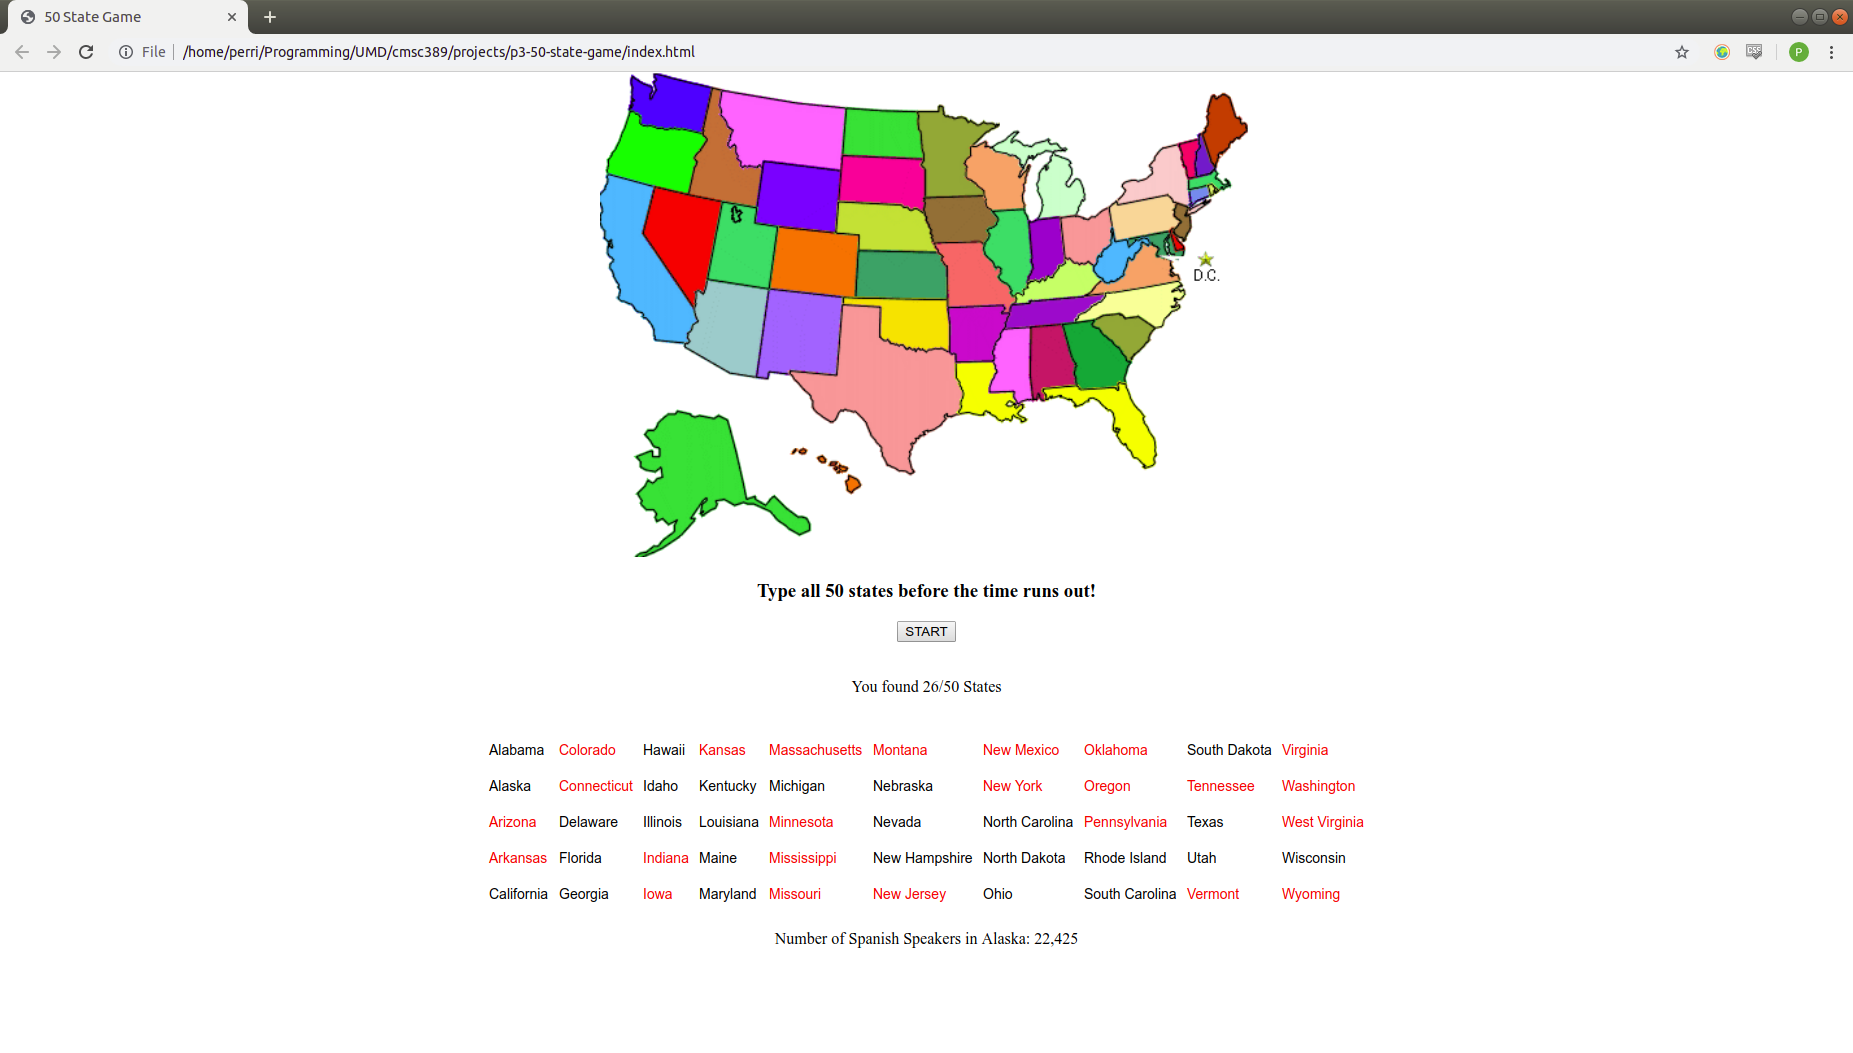 50 State Game
File /home/perri/Programming/UMD/cmsc389/projects/p3-50-state-game/index.html
CSS
P
D.C.
Type all 50 states before the time runs out!
START
You found 26/50 States
Alabama Colorado Hawaii Kansas Massachusetts Montana New Mexico Oklahoma South Dakota Virginia
Alaska Connecticut Idaho Kentucky Michigan Nebraska New York Oregon Tennessee Washington
Arizona Delaware Illinois Louisiana Minnesota Nevada North Carolina Pennsylvania Texas West Virginia
Arkansas Florida Indiana Maine Mississippi New Hampshire North Dakota Rhode Island Utah Wisconsin
California Georgia Iowa Maryland Missouri New Jersey Ohio South Carolina Vermont Wyoming
Number of Spanish Speakers in Alaska: 22,425